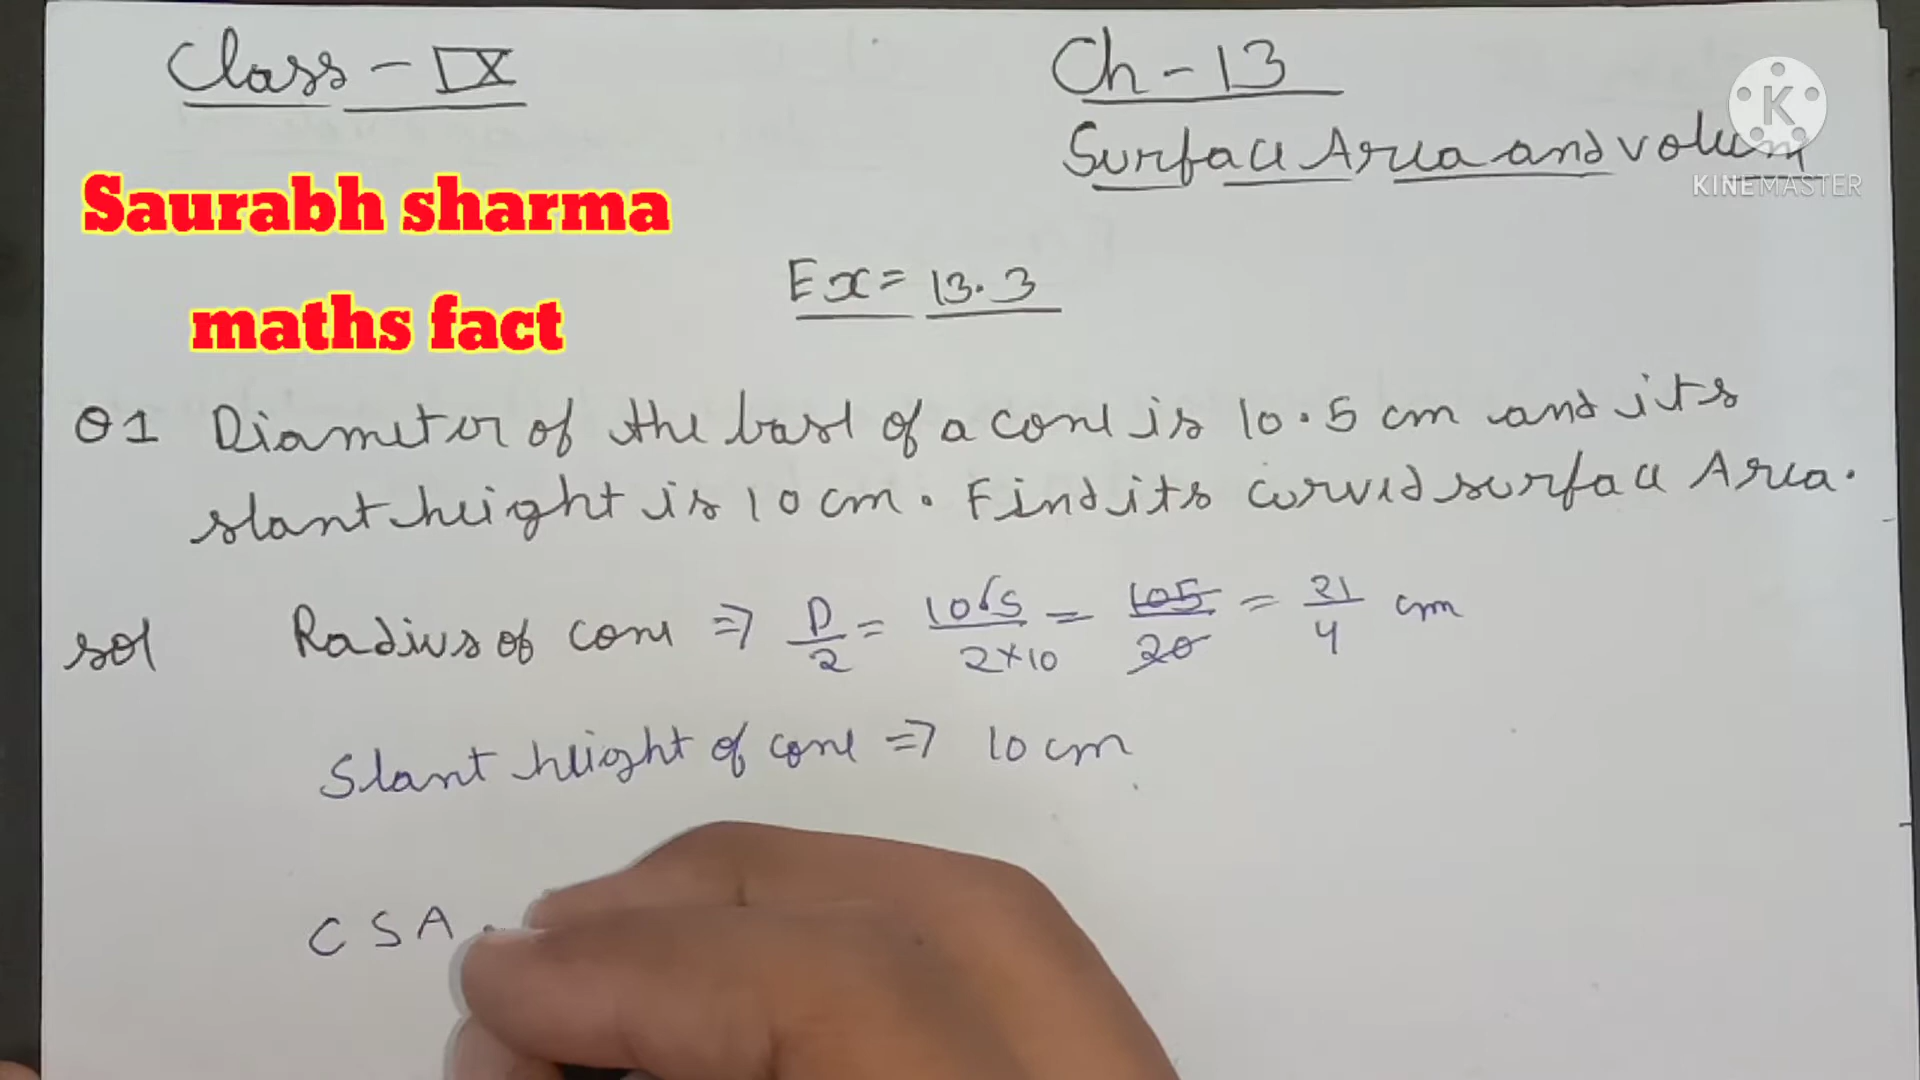 Class - IX
Ch - 13
Surface Area and volum
KINEMASTER
Saurabh sharma
maths fact
Ex = 13.3
Q1 Diameter of the base of a cone is 10.5 cm and its
slant height is 10 cm. Find its curved surface Area.
sol Radius of cone ⇒ D/2 = 10.5/2×10 = 105/20 = 21/4 cm
Slant height of cone ⇒ 10 cm
CSA